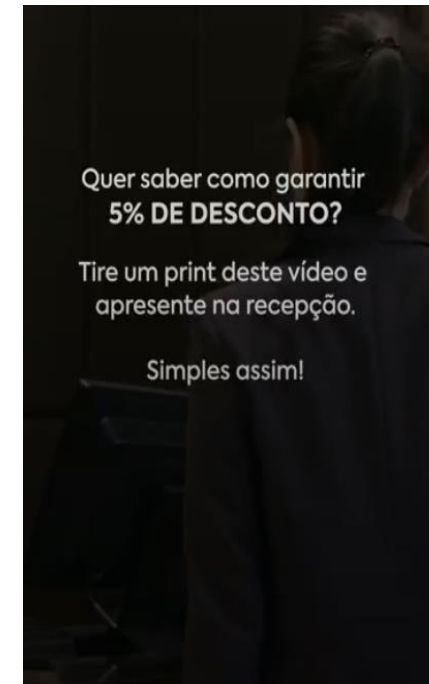 Quer saber como garantir
5% DE DESCONTO?
Tire um print deste vídeo e
apresente na recepção.
Simples assim!